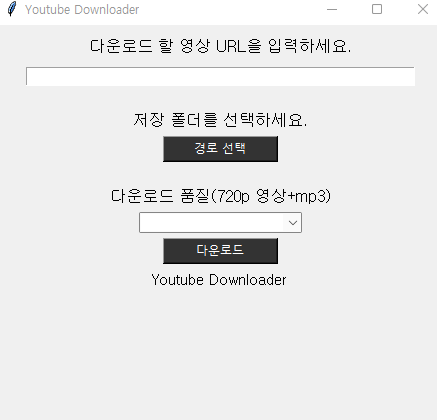 Youtube Downloader
다운로드 할 영상 URL을 입력하세요.
저장 폴더를 선택하세요.
경로 선택
다운로드 품질(720p 영상+mp3)
다운로드
Youtube Downloader